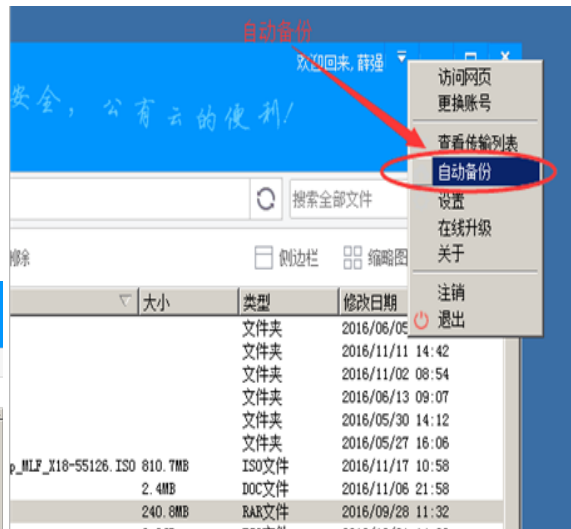 自动备份
欢迎回来, 薛强
安全, 公有云的便利!
访问网页
更换账号
查看传输列表
自动备份
设置
在线升级
关于
注销
退出
搜索全部文件
侧边栏
缩略图
大小 类型 修改日期
文件夹 2016/06/05
文件夹 2016/11/11 14:42
文件夹 2016/11/02 08:54
文件夹 2016/06/13 09:07
文件夹 2016/05/30 14:12
文件夹 2016/05/27 16:06
p_MLF_X18-55126.ISO 810.7MB ISO文件 2016/11/17 10:58
2.4MB DOC文件 2016/11/06 21:58
240.8MB RAR文件 2016/09/28 11:32